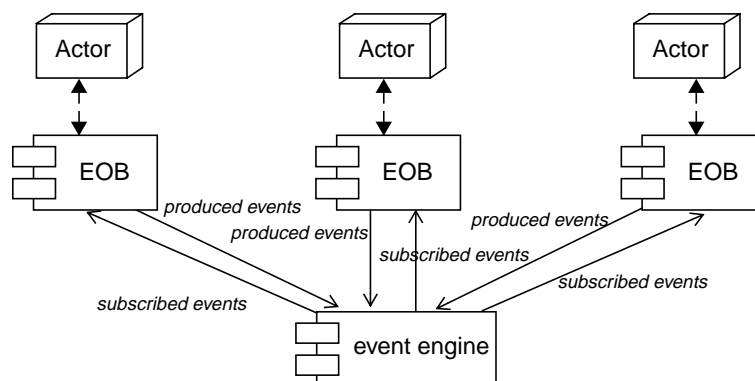 Actor
Actor
Actor
EOB
EOB
EOB
produced events
produced events
produced events
subscribed events
subscribed events
subscribed events
event engine